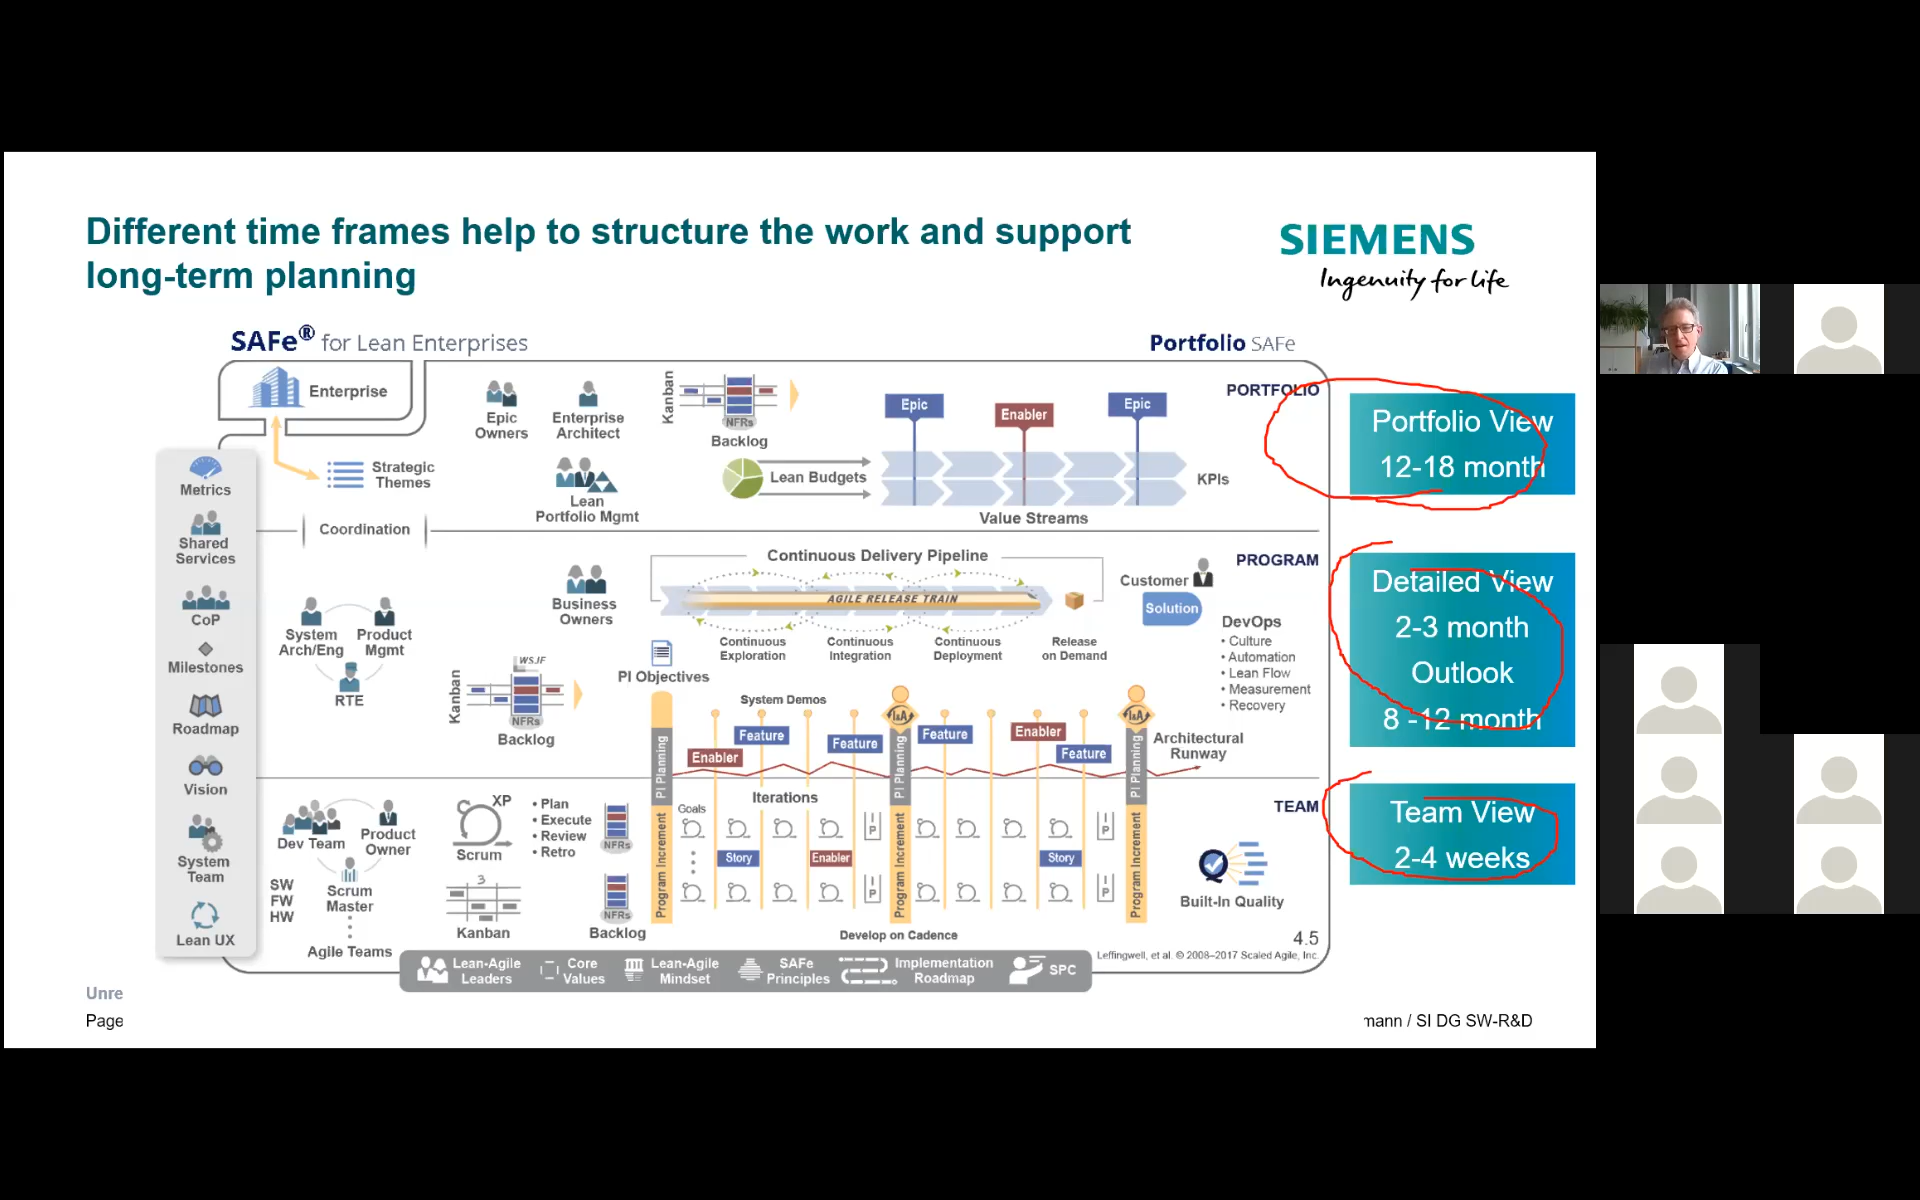 Different time frames help to structure the work and support
long-term planning
SIEMENS
Ingenuity for life
SAFe® for Lean Enterprises
Portfolio SAFe
Enterprise
Strategic
Themes
Coordination
Epic
Owners
Enterprise
Architect
Lean
Portfolio Mgmt
Kanban
NFRs
Backlog
Lean Budgets
Epic
Enabler
Epic
KPIs
Value Streams
PORTFOLIO
Portfolio View
12-18 month
Metrics
Shared
Services
CoP
Milestones
Roadmap
Vision
System
Team
Lean UX
System
Arch/Eng
Product
Mgmt
RTE
Business
Owners
Kanban
WSJF
NFRs
Backlog
PI Objectives
Continuous Delivery Pipeline
AGILE RELEASE TRAIN
Continuous
Exploration
Continuous
Integration
Continuous
Deployment
Release
on Demand
Customer
Solution
PROGRAM
DevOps
• Culture
• Automation
• Lean Flow
• Measurement
• Recovery
Detailed View
2-3 month
Outlook
8 -12 month
System Demos
Enabler
Feature
Feature
Feature
Enabler
Feature
I&A
I&A
PI Planning
PI Planning
PI Planning
Architectural
Runway
Dev Team
Product
Owner
Scrum
Master
SW
FW
HW
Agile Teams
XP
Scrum
• Plan
• Execute
• Review
• Retro
3
Kanban
NFRs
NFRs
Backlog
Program Increment
Program Increment
Program Increment
Goals
Iterations
Story
Enabler
Story
I P
I P
I P
I P
Develop on Cadence
TEAM
Built-In Quality
Team View
2-4 weeks
4.5
Leffingwell, et al. © 2008–2017 Scaled Agile, Inc.
Lean-Agile
Leaders
Core
Values
Lean-Agile
Mindset
SAFe
Principles
Implementation
Roadmap
SPC
Unre
Page
mann / SI DG SW-R&D